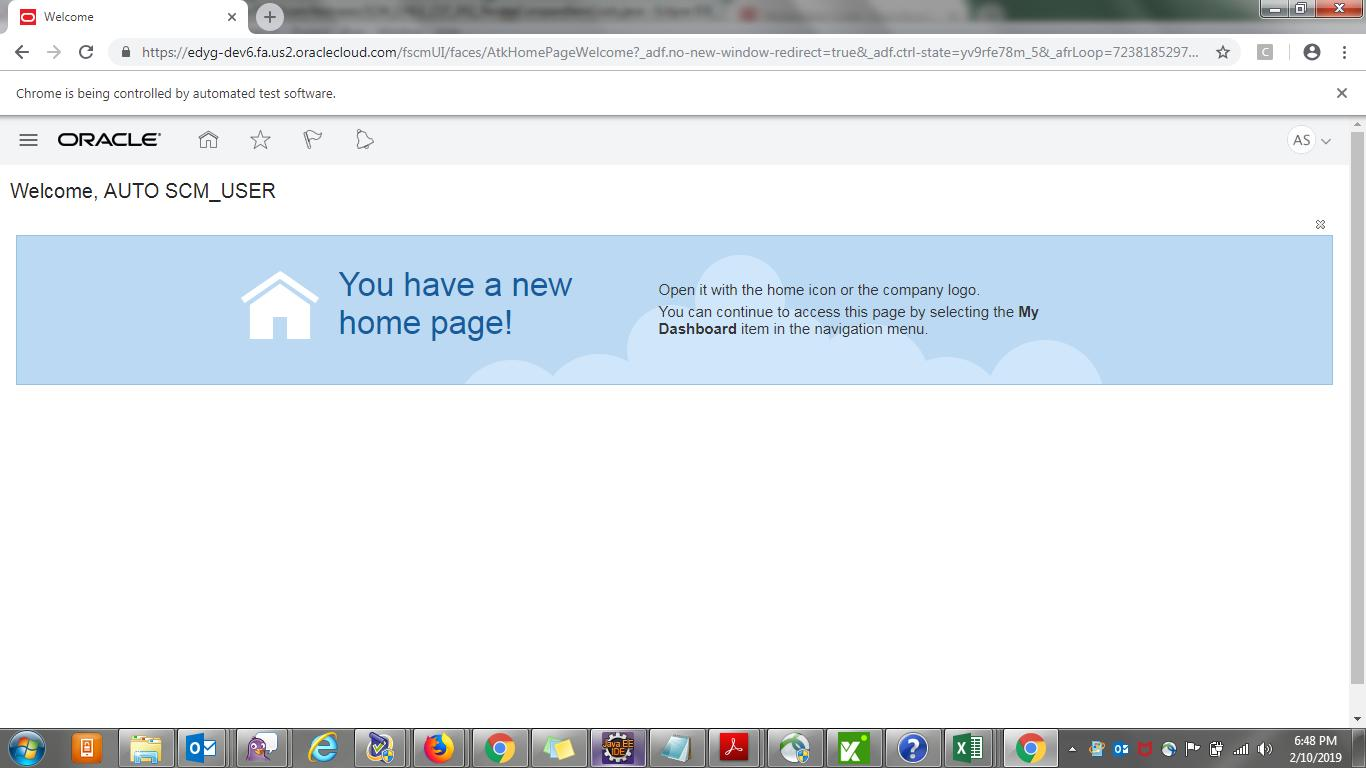 Welcome
https://edyg-dev6.fa.us2.oraclecloud.com/fscmUI/faces/AtkHomePageWelcome?_adf.no-new-window-redirect=true&_adf.ctrl-state=yv9rfe78m_5&_afrLoop=7238185297...
C
Chrome is being controlled by automated test software.
ORACLE
AS
Welcome, AUTO SCM_USER
You have a new
home page!
Open it with the home icon or the company logo.
You can continue to access this page by selecting the My
Dashboard item in the navigation menu.
Java EE
IDE
6:48 PM
2/10/2019